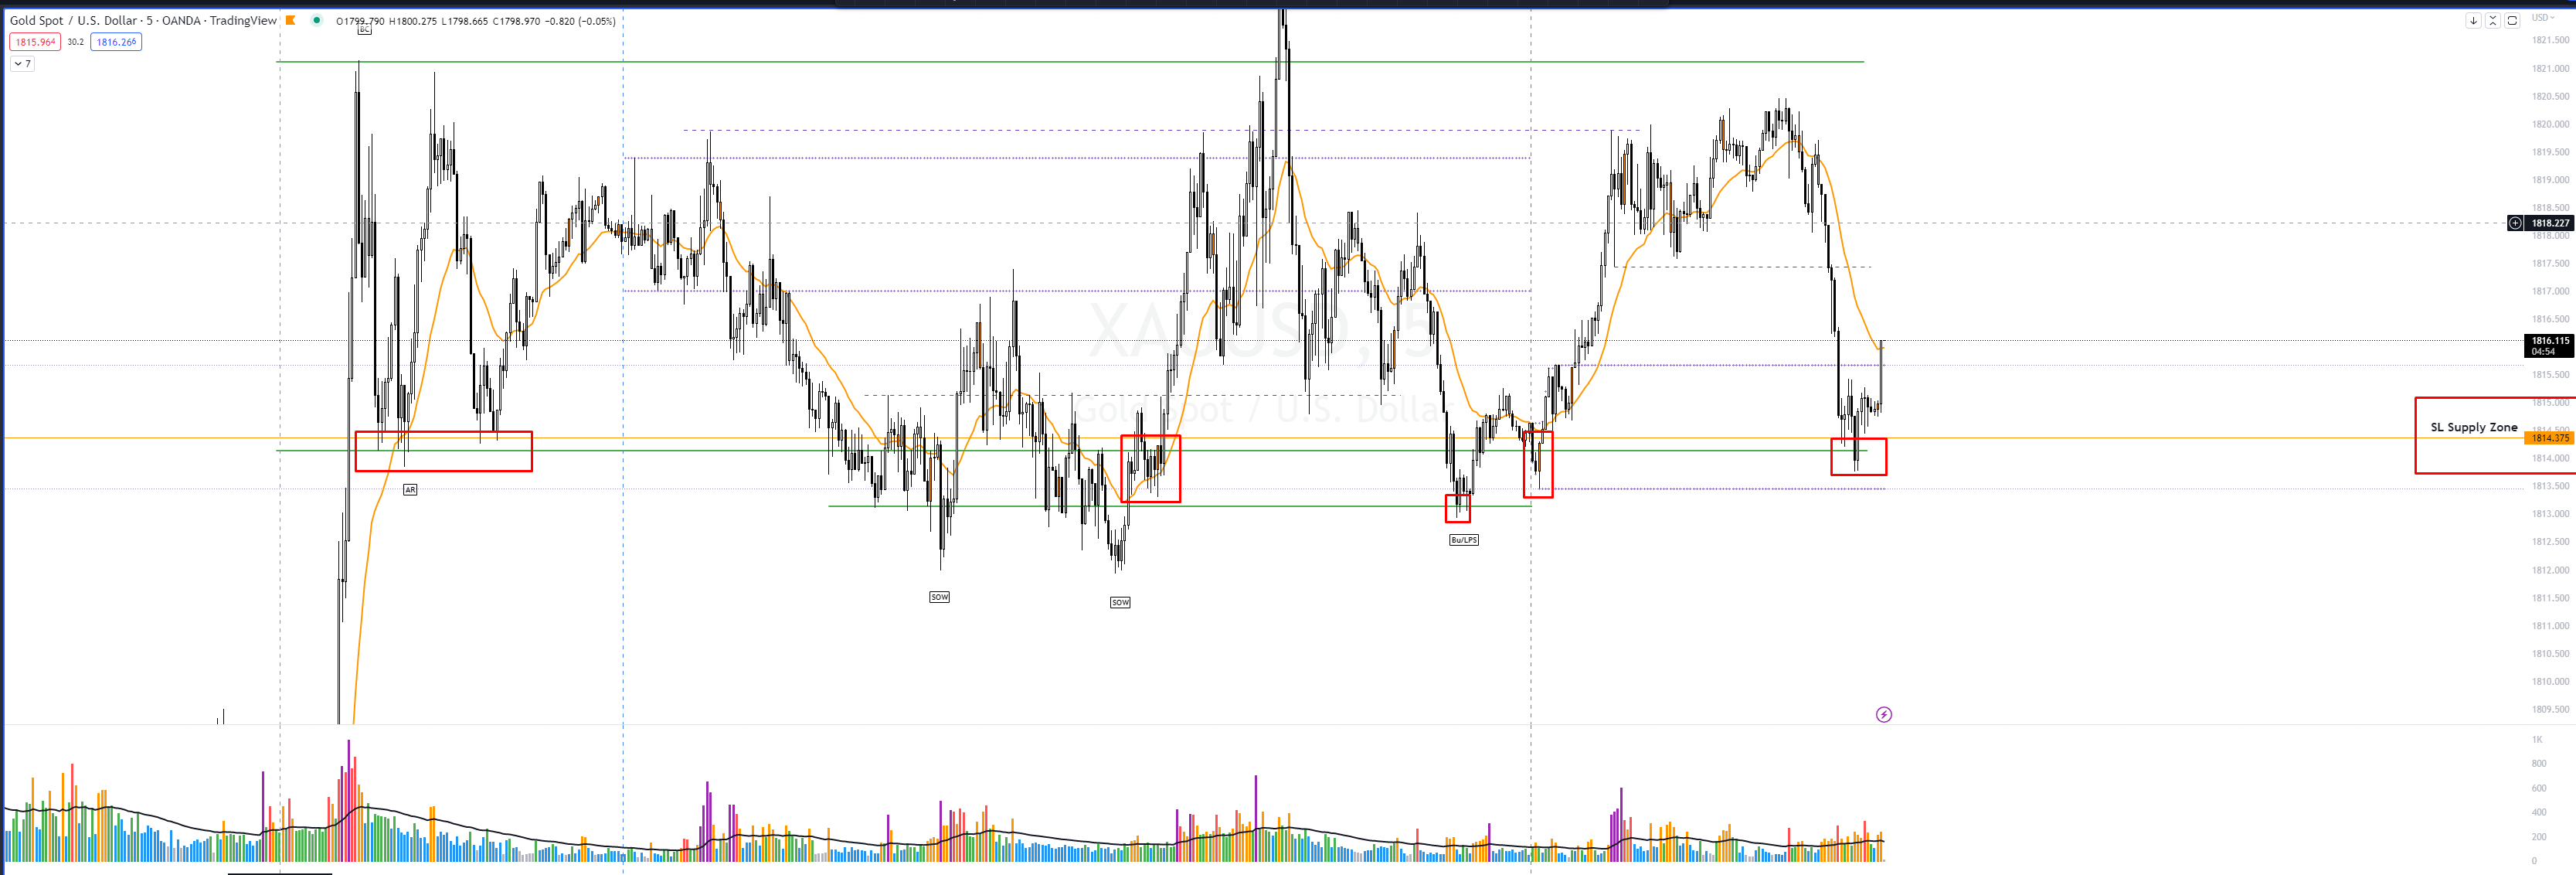 Gold Spot / U.S. Dollar · 5 · OANDA · TradingView O1799.790 H1800.275 L1798.665 C1798.970 −0.820 (−0.05%)
1815.964 30.2 1816.266
7
BC
AR
SOW
SOW
Bu/LPS
XAUUSD, 5
Gold Spot / U.S. Dollar
SL Supply Zone
USD
1821.500
1821.000
1820.500
1820.000
1819.500
1819.000
1818.500
1818.227
1818.000
1817.500
1817.000
1816.500
1816.115
04:54
1815.500
1815.000
1814.500
1814.375
1814.000
1813.500
1813.000
1812.500
1812.000
1811.500
1811.000
1810.500
1810.000
1809.500
1K
800
600
400
200
0